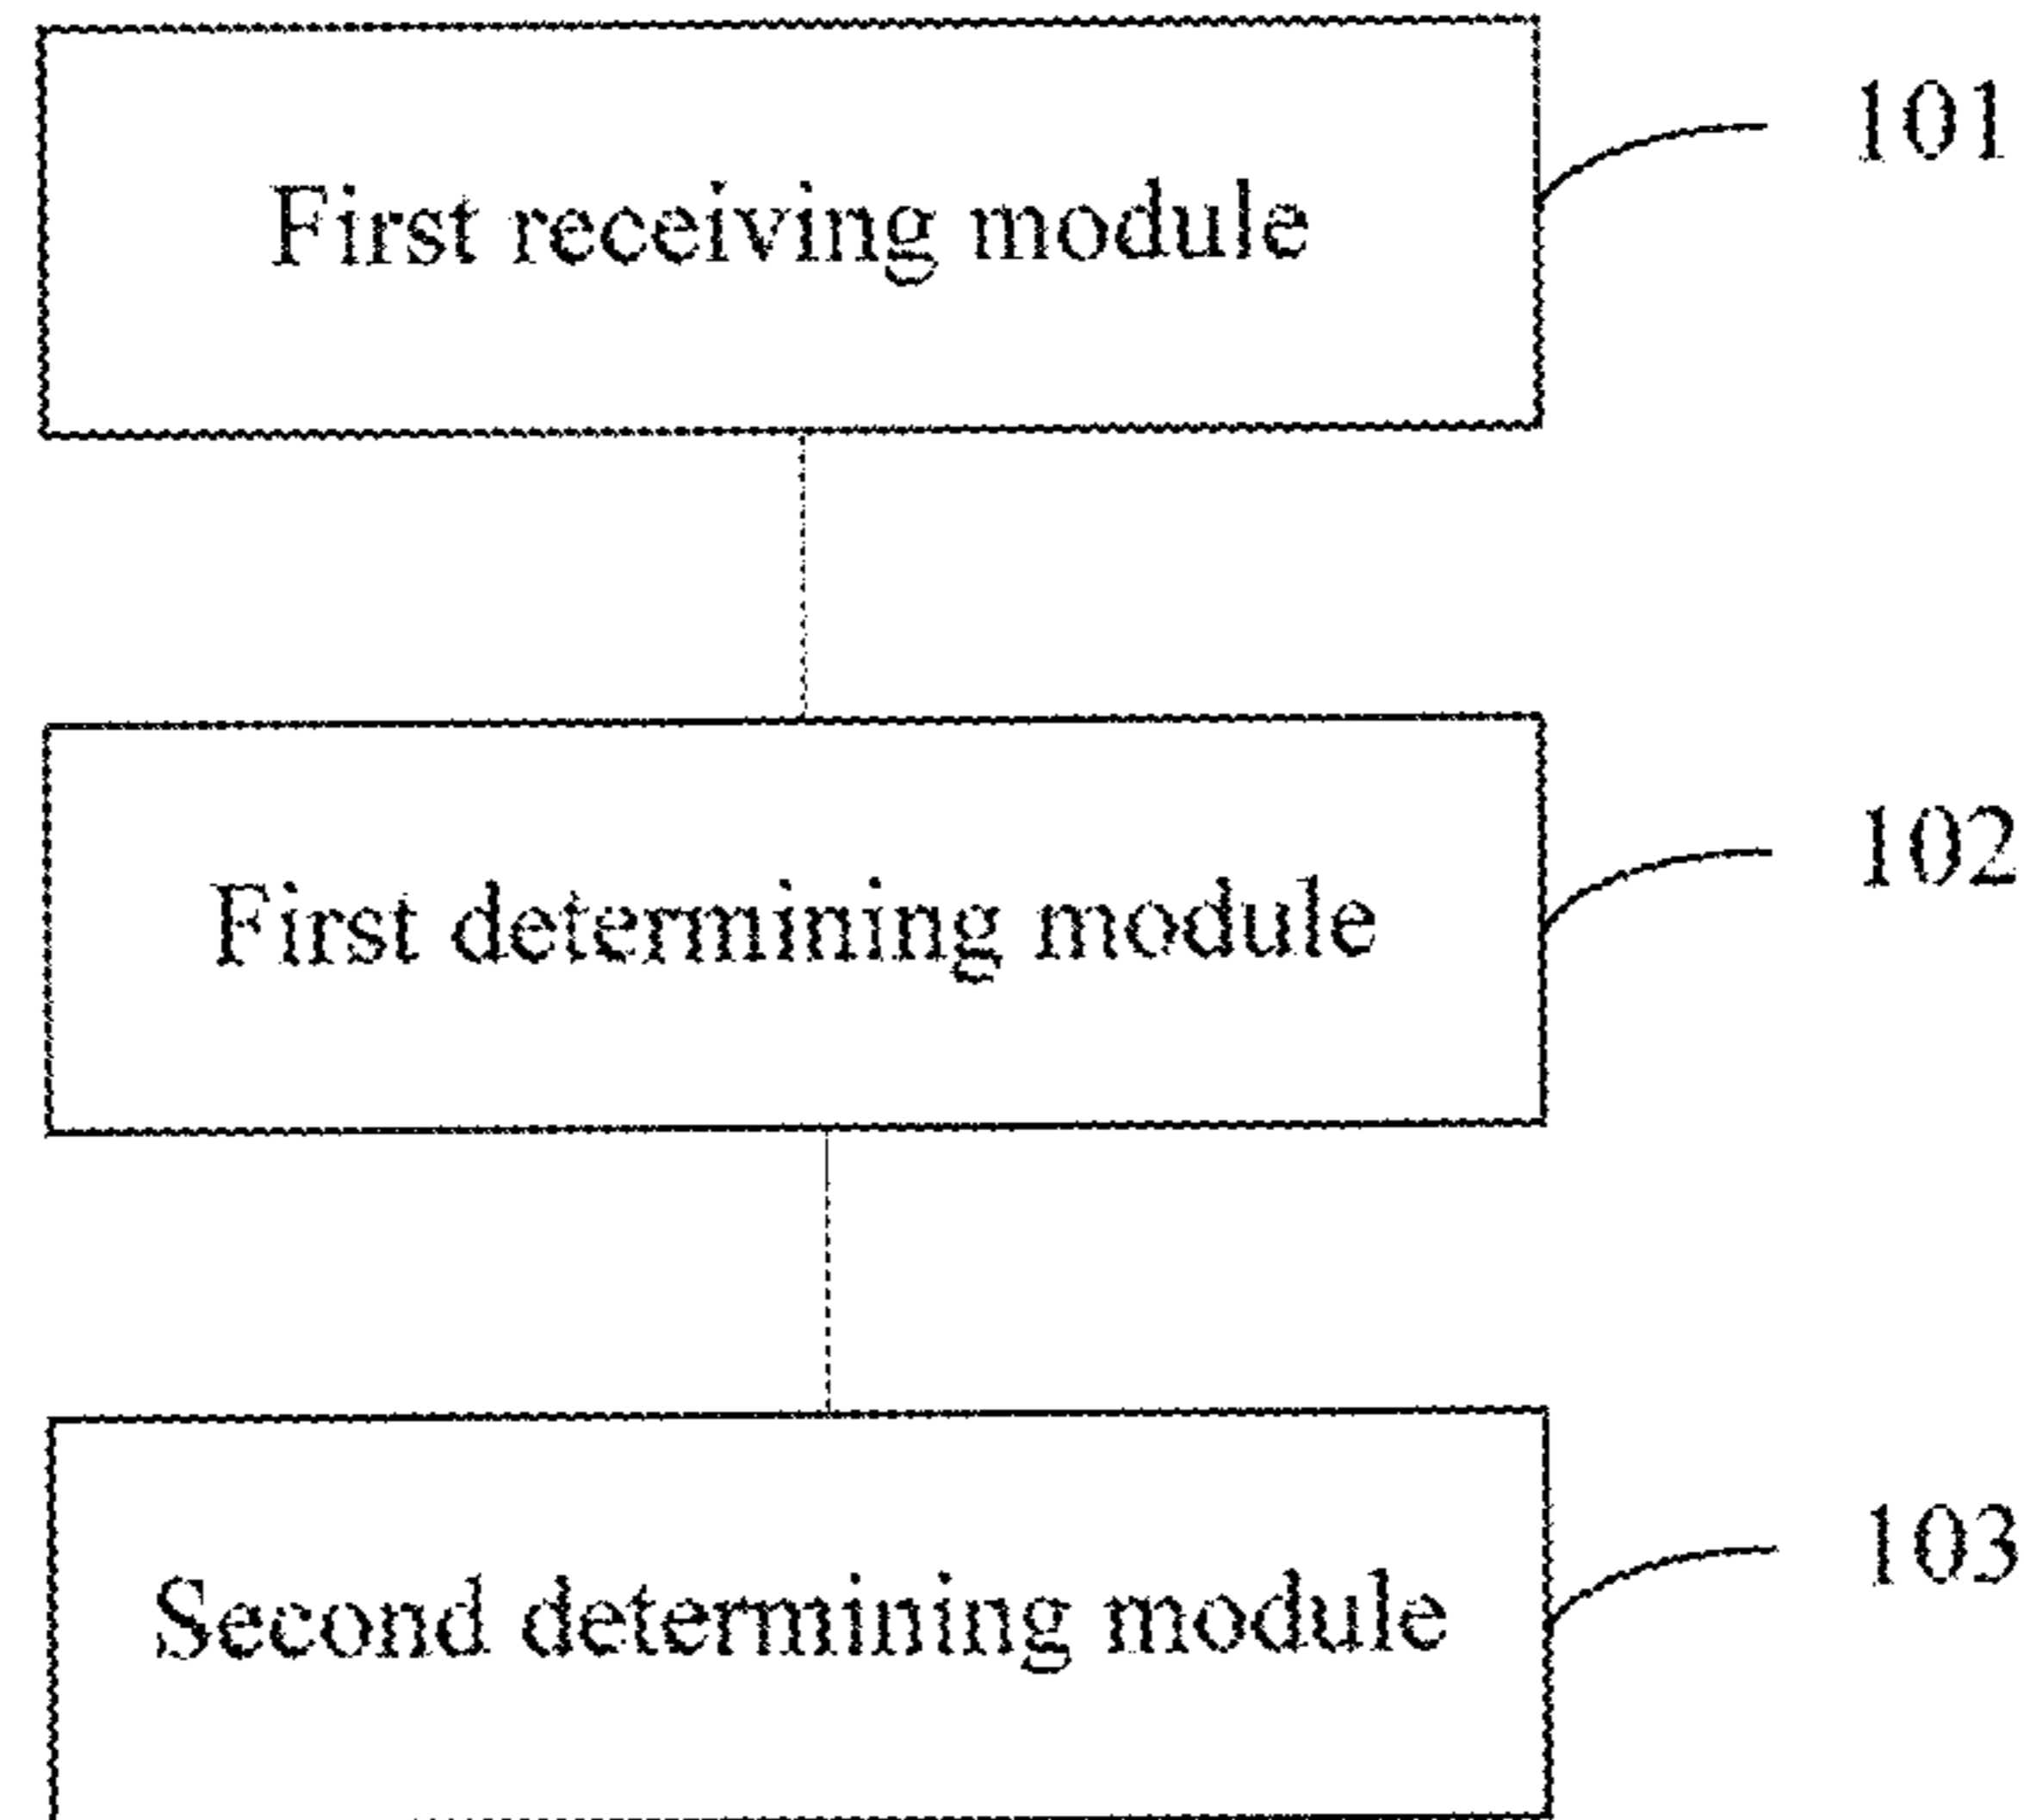 First receiving module
101
First determining module
102
Second determining module
103